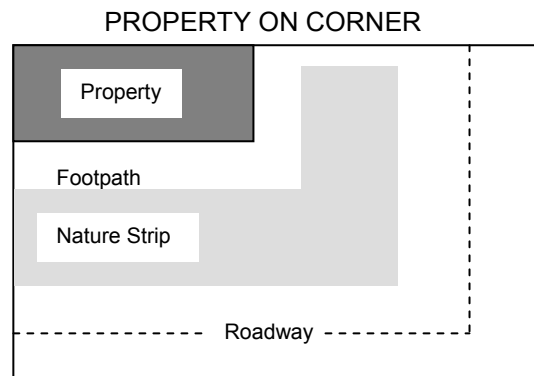 PROPERTY ON CORNER
Property
Footpath
Nature Strip
Roadway